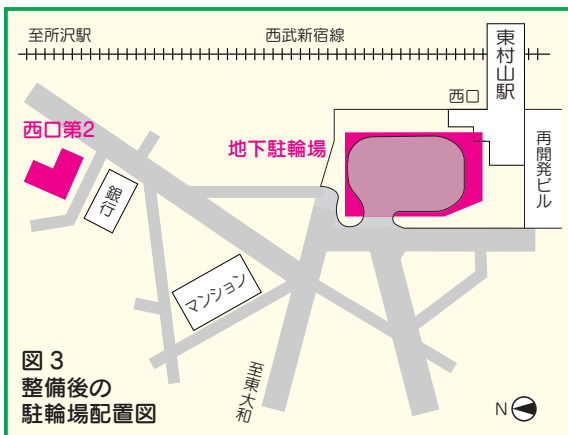 至所沢駅
西武新宿線
東村山駅
西口
西口第2
地下駐輪場
再開発ビル
銀行
マンション
至東大和
図3
整備後の
駐輪場配置図
N